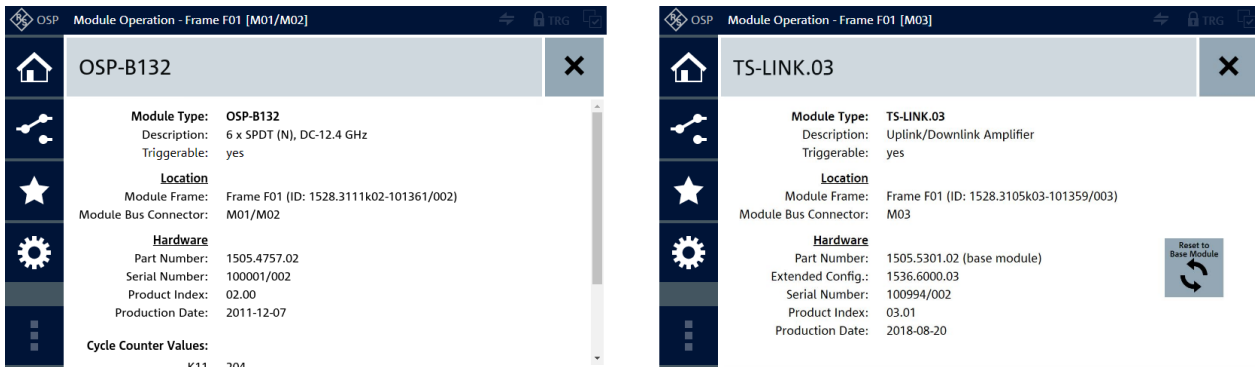 OSP Module Operation - Frame F01 [M01/M02] TRG
OSP-B132
Module Type: OSP-B132
Description: 6 x SPDT (N), DC-12.4 GHz
Triggerable: yes
Location
Module Frame: Frame F01 (ID: 1528.3111k02-101361/002)
Module Bus Connector: M01/M02
Hardware
Part Number: 1505.4757.02
Serial Number: 100001/002
Product Index: 02.00
Production Date: 2011-12-07
Cycle Counter Values:
K11 204
OSP Module Operation - Frame F01 [M03] TRG
TS-LINK.03
Module Type: TS-LINK.03
Description: Uplink/Downlink Amplifier
Triggerable: yes
Location
Module Frame: Frame F01 (ID: 1528.3105k03-101359/003)
Module Bus Connector: M03
Hardware
Part Number: 1505.5301.02 (base module)
Extended Config.: 1536.6000.03
Serial Number: 100994/002
Product Index: 03.01
Production Date: 2018-08-20
Reset to
Base Module